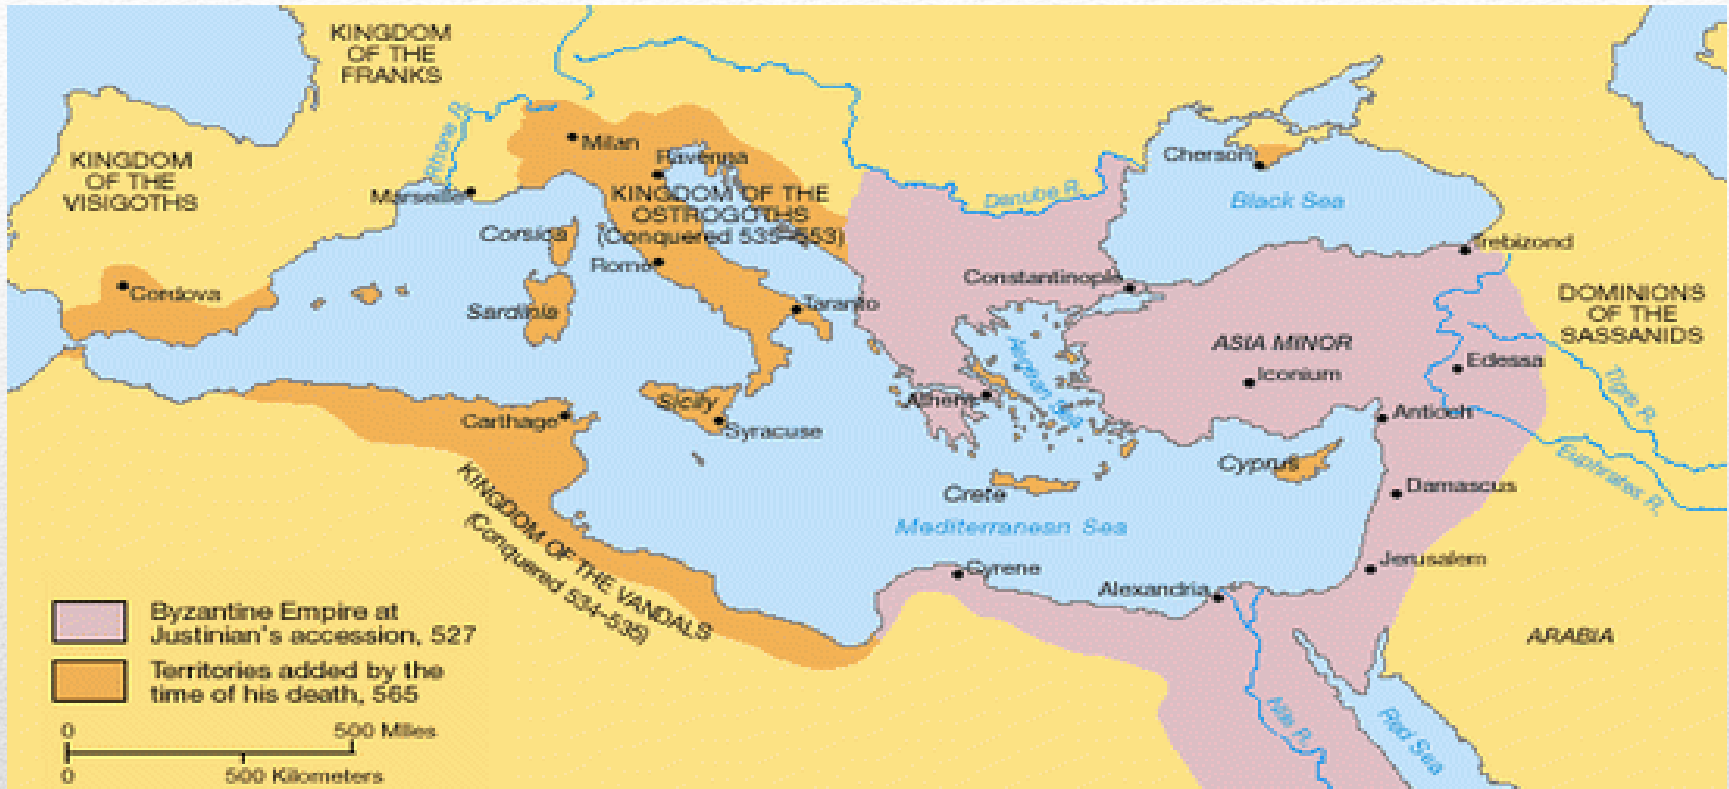 KINGDOM
OF THE
FRANKS
KINGDOM
OF THE
VISIGOTHS
Rhone R.
Milan
Ravenna
KINGDOM OF THE
OSTROGOTHS
(Conquered 535–553)
Marseille
Corsica
Rome
Sardinia
Taranto
Cordova
Danube R.
Cherson
Black Sea
Trebizond
Constantinople
DOMINIONS
OF THE
SASSANIDS
ASIA MINOR
Iconium
Edessa
Tigris R.
Aegean Sea
Athens
Antioch
Carthage
Sicily
Syracuse
Cyprus
Euphrates R.
Crete
Damascus
Mediterranean Sea
KINGDOM OF THE VANDALS
(Conquered 534–535)
Cyrene
Alexandria
Jerusalem
ARABIA
Nile R.
Red Sea
Byzantine Empire at
Justinian's accession, 527
Territories added by the
time of his death, 565
0 500 Miles
0 500 Kilometers